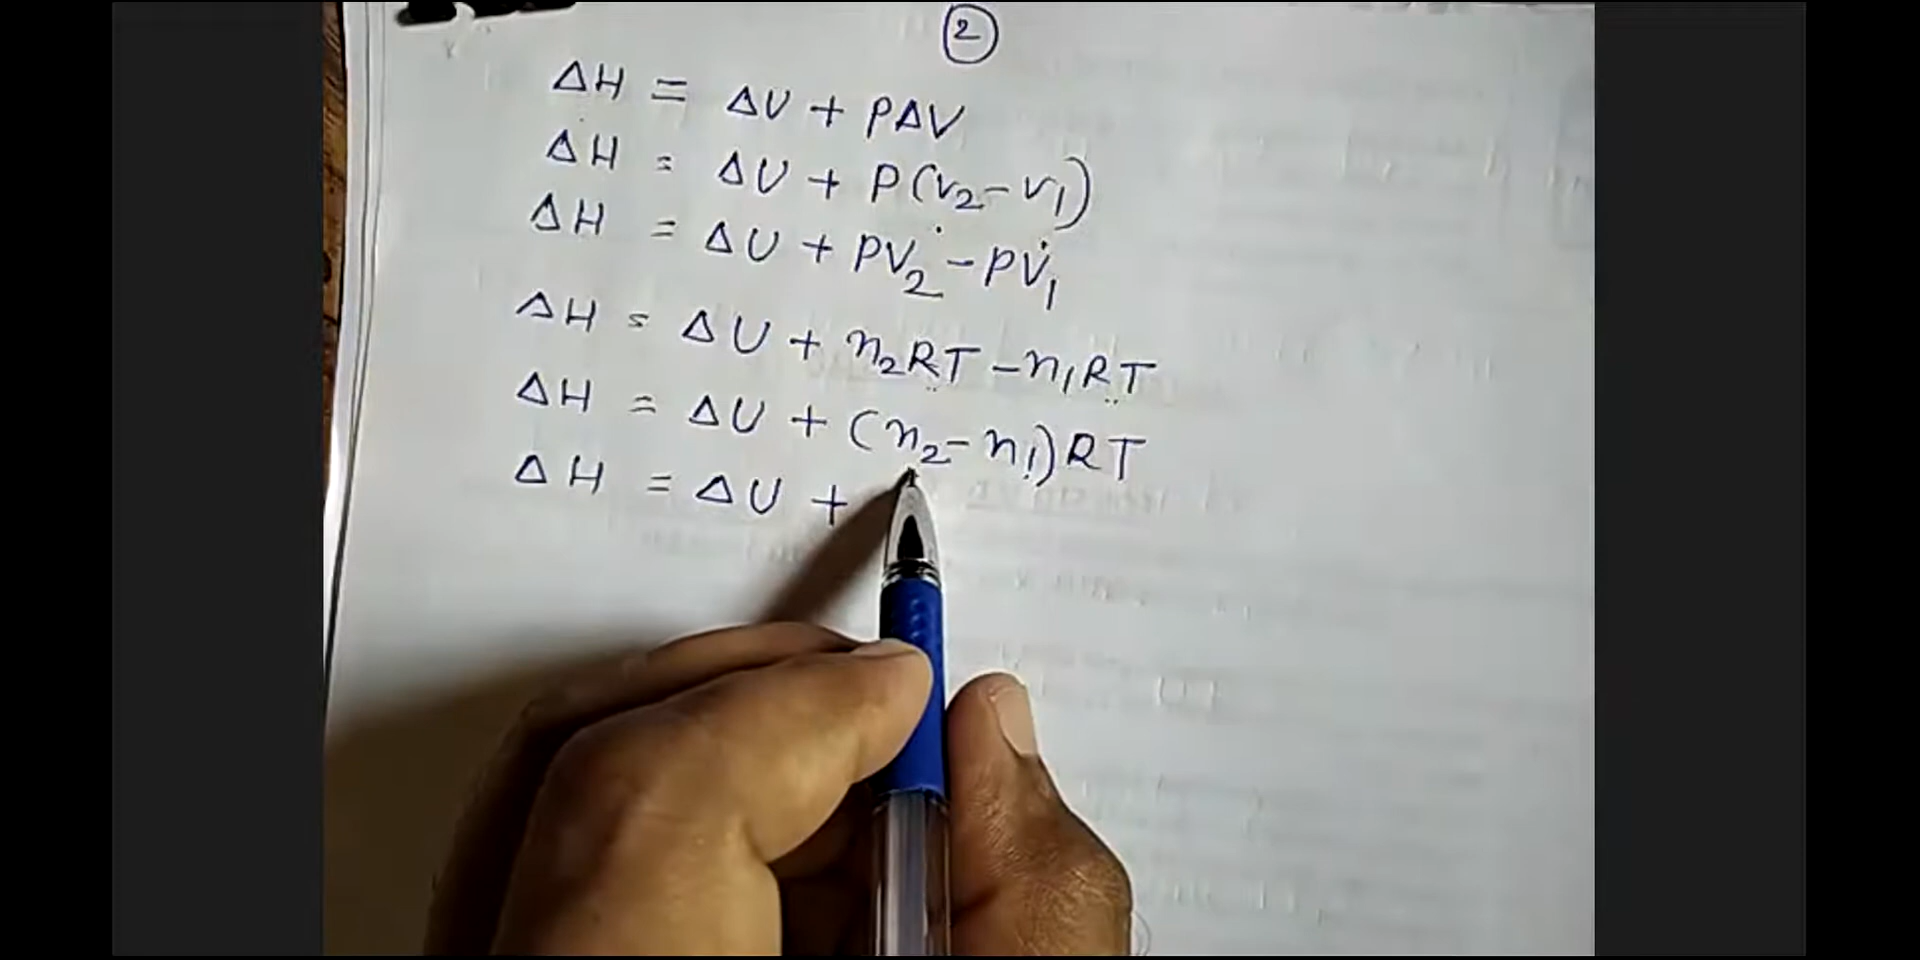 2
ΔH = ΔU + PΔV
ΔH = ΔU + P(V₂ - V₁)
ΔH = ΔU + PV₂ - PV₁
ΔH = ΔU + n₂RT - n₁RT
ΔH = ΔU + (n₂ - n₁)RT
ΔH = ΔU +